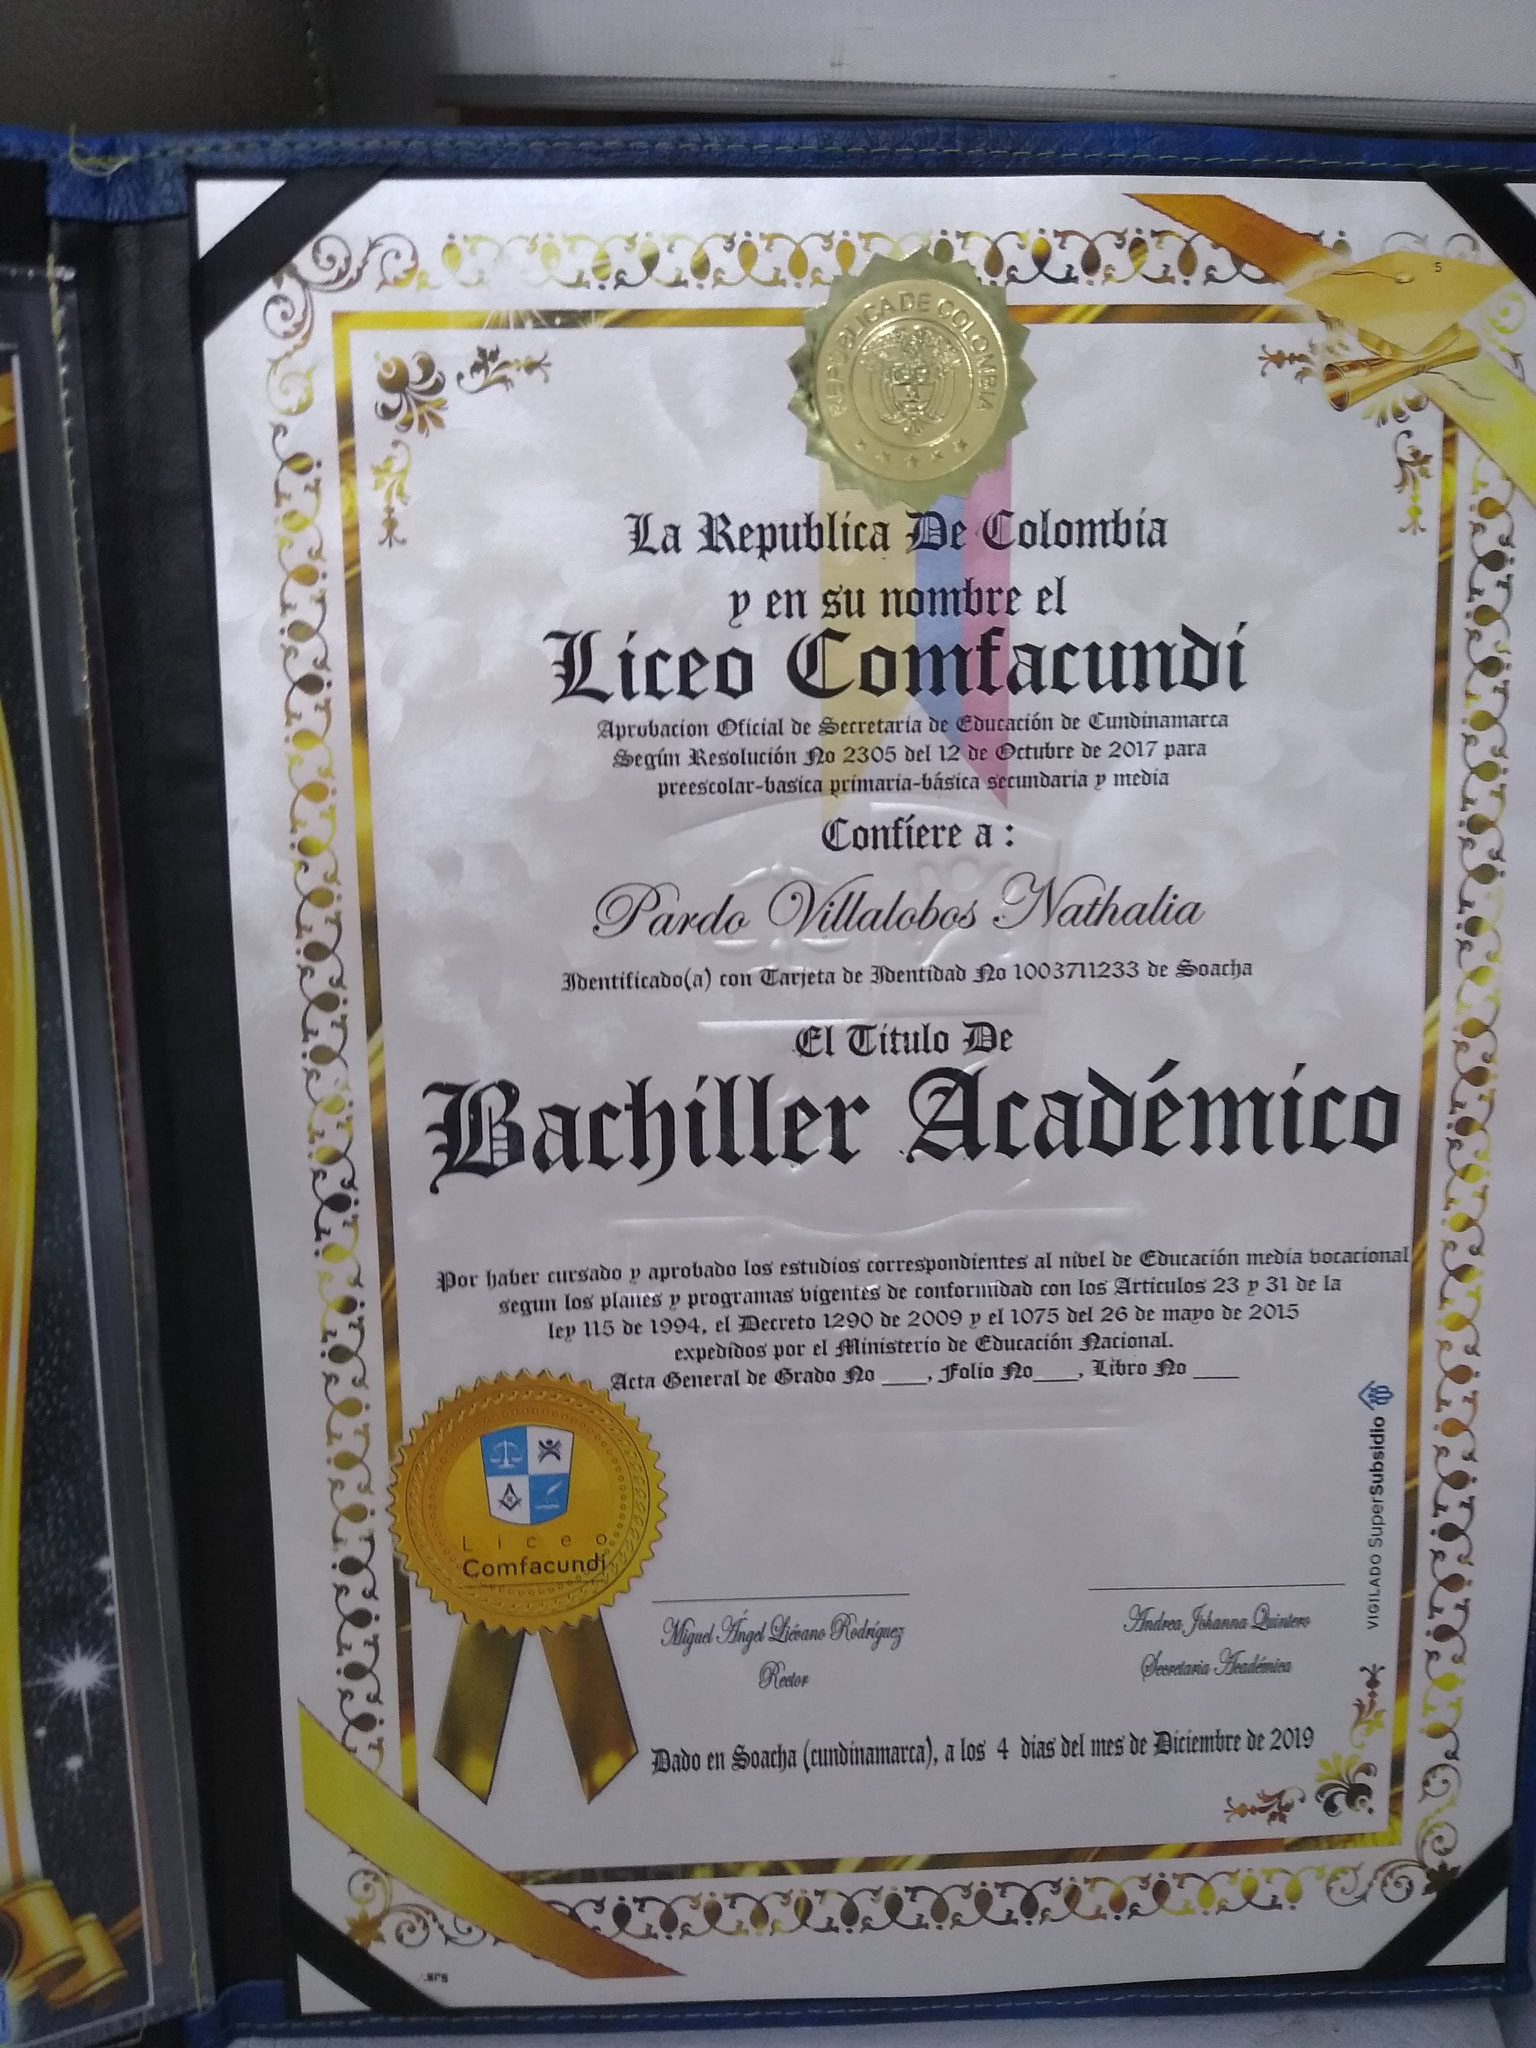 REPUBLICA DE COLOMBIA
5
La Republica De Colombia
y en su nombre el
Liceo Comfacundi
Aprobacion Oficial de Secretaria de Educación de Cundinamarca
Según Resolución No 2305 del 12 de Octubre de 2017 para
preescolar-basica primaria-básica secundaria y media
Confiere a :
Pardo Villalobos Nathalia
Identificado(a) con Tarjeta de Identidad No 1003711233 de Soacha
El Titulo De
Bachiller Académico
Por haber cursado y aprobado los estudios correspondientes al nivel de Educación media vocacional
segun los planes y programas vigentes de conformidad con los Articulos 23 y 31 de la
ley 115 de 1994, el Decreto 1290 de 2009 y el 1075 del 26 de mayo de 2015
expedidos por el Ministerio de Educación Nacional.
Acta General de Grado No ____, Folio No____, Libro No ____
Liceo
Comfacundi
VIGILADO SuperSubsidio
Miguel Ángel Liévano Rodríguez
Rector
Andrea Johanna Quintero
Secretaria Académica
Dado en Soacha (cundinamarca), a los 4 dias del mes de Diciembre de 2019